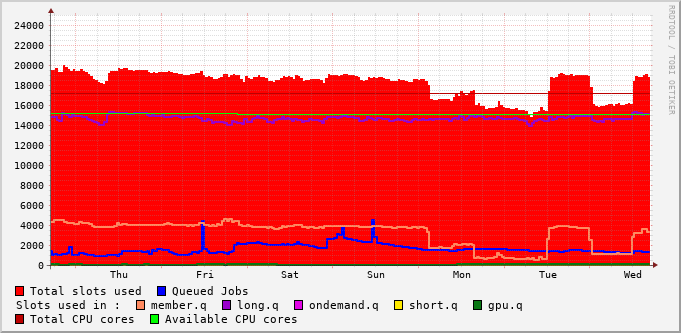 RRDTOOL / TOBI OETIKER
24000
22000
20000
18000
16000
14000
12000
10000
8000
6000
4000
2000
0
Thu Fri Sat Sun Mon Tue Wed
Total slots used Queued Jobs
Slots used in : member.q long.q ondemand.q short.q gpu.q
Total CPU cores Available CPU cores